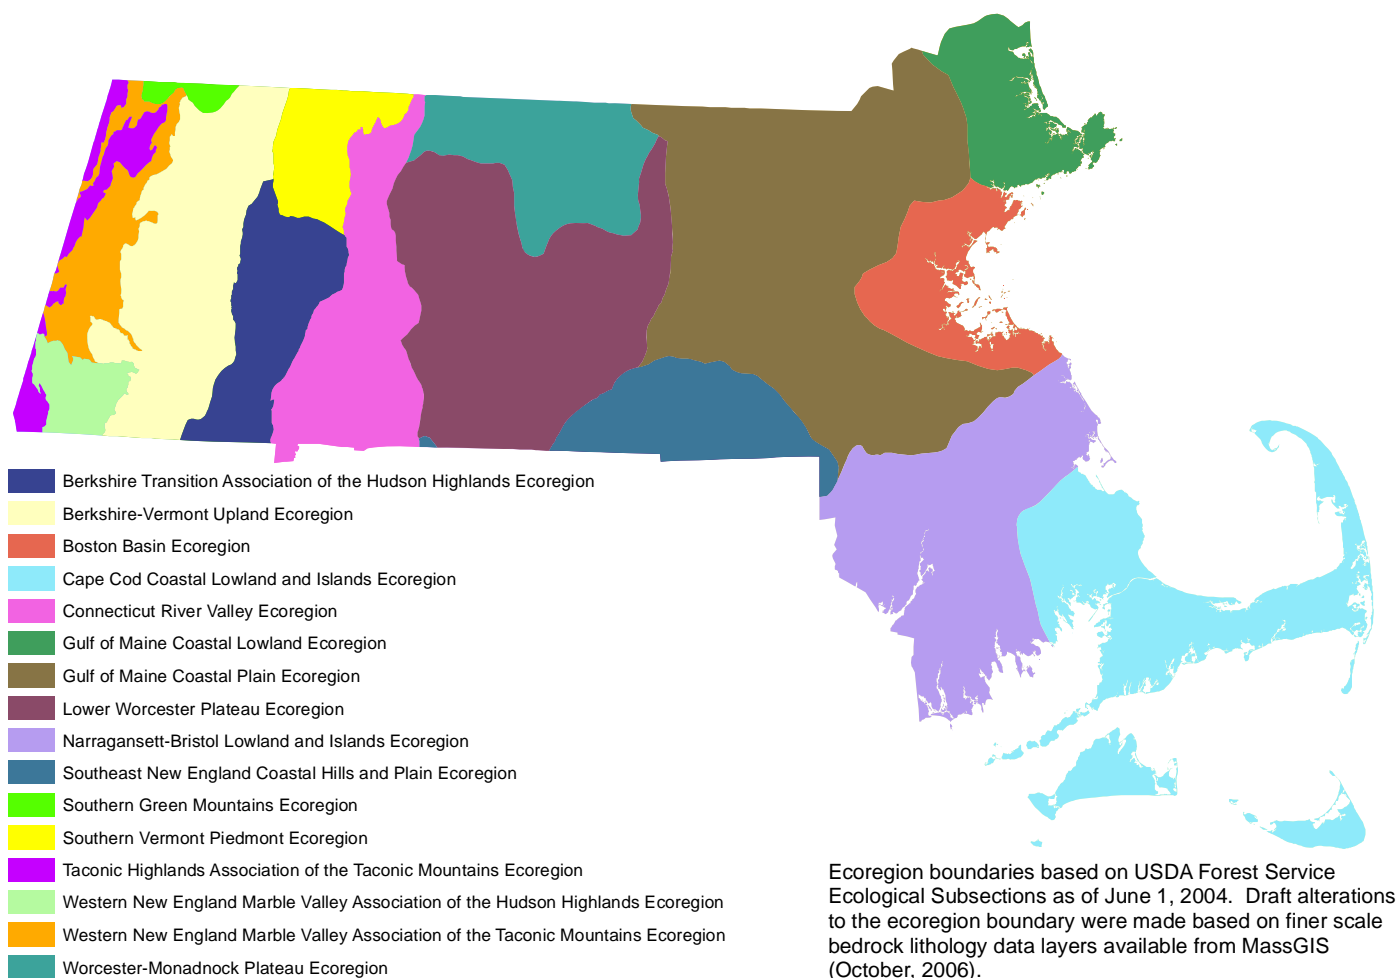 Berkshire Transition Association of the Hudson Highlands Ecoregion
Berkshire-Vermont Upland Ecoregion
Boston Basin Ecoregion
Cape Cod Coastal Lowland and Islands Ecoregion
Connecticut River Valley Ecoregion
Gulf of Maine Coastal Lowland Ecoregion
Gulf of Maine Coastal Plain Ecoregion
Lower Worcester Plateau Ecoregion
Narragansett-Bristol Lowland and Islands Ecoregion
Southeast New England Coastal Hills and Plain Ecoregion
Southern Green Mountains Ecoregion
Southern Vermont Piedmont Ecoregion
Taconic Highlands Association of the Taconic Mountains Ecoregion
Western New England Marble Valley Association of the Hudson Highlands Ecoregion
Western New England Marble Valley Association of the Taconic Mountains Ecoregion
Worcester-Monadnock Plateau Ecoregion
Ecoregion boundaries based on USDA Forest Service
Ecological Subsections as of June 1, 2004.  Draft alterations
to the ecoregion boundary were made based on finer scale
bedrock lithology data layers available from MassGIS
(October, 2006).